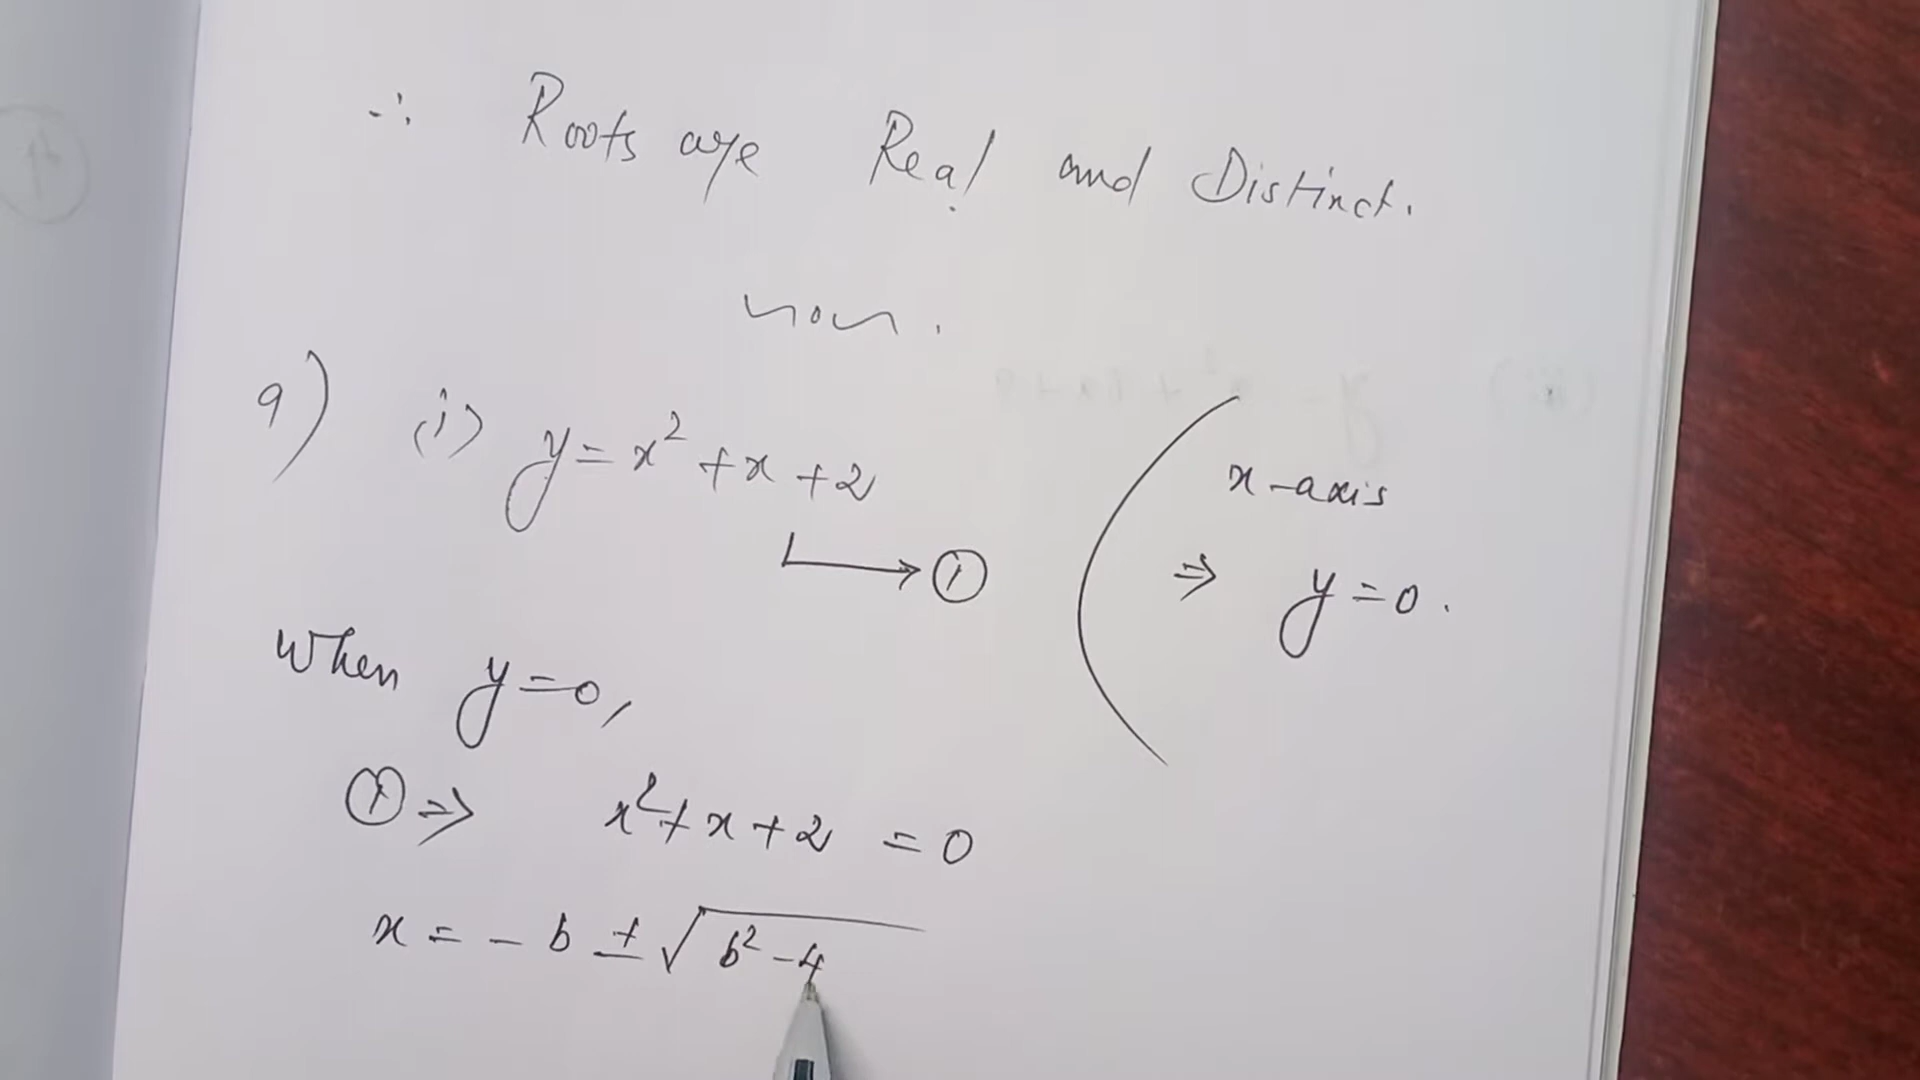 ∴ Roots are Real and Distinct.
9) (i) y = x² + x + 2
→ ①
x-axis
⇒ y = 0.
When y = 0,
① ⇒ x² + x + 2 = 0
x = - b ± √b² - 4